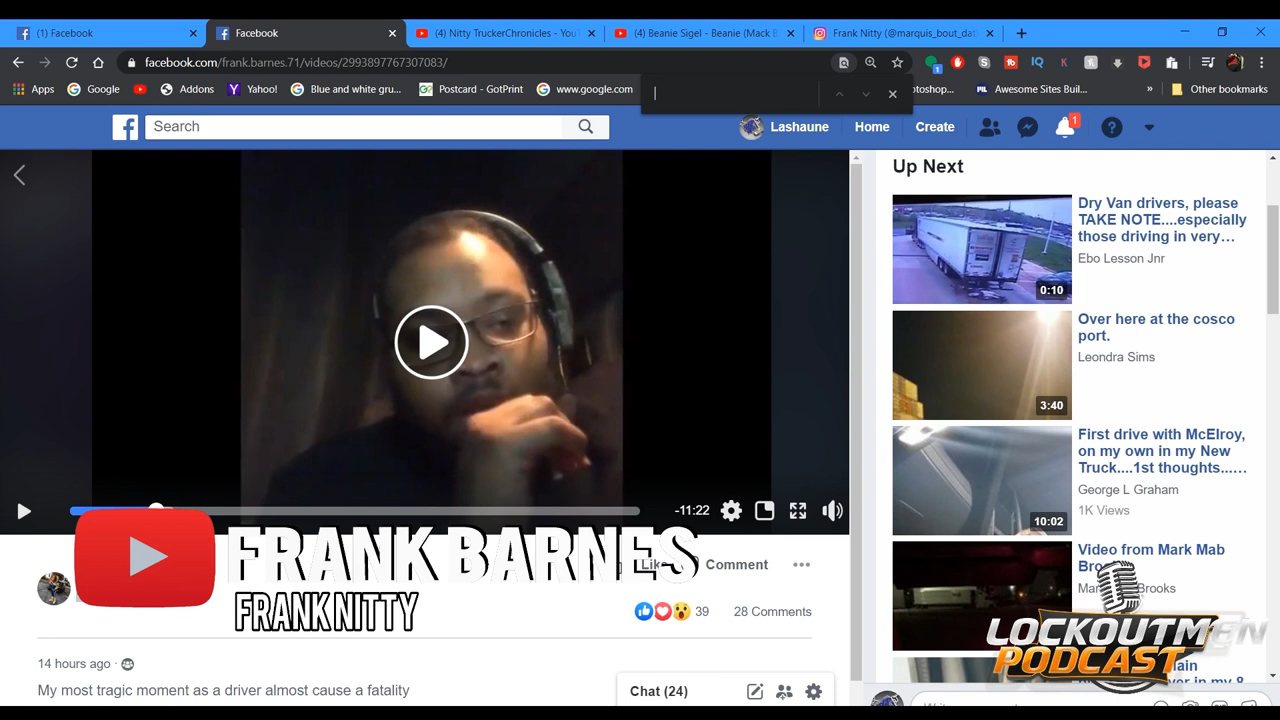 (1) Facebook
Facebook
(4) Nitty TruckerChronicles - You
(4) Beanie Sigel - Beanie (Mack B
Frank Nitty (@marquis_bout_dat
facebook.com/frank.barnes.71/videos/2993897767307083/
Apps
Google
Addons
Yahoo!
Blue and white gru...
Postcard - GotPrint
www.google.com
otoshop...
Awesome Sites Buil...
»
Other bookmarks
Search
Lashaune
Home
Create
1
Up Next
Dry Van drivers, please
TAKE NOTE....especially
those driving in very...
Ebo Lesson Jnr
0:10
Over here at the cosco
port.
Leondra Sims
3:40
First drive with McElroy,
on my own in my New
Truck....1st thoughts......
George L Graham
1K Views
10:02
Video from Mark Mab
Brooks
-11:22
FRANK BARNES
FRANK NITTY
Like
Comment
39
28 Comments
LOCKOUTMEN
PODCAST
14 hours ago ·
My most tragic moment as a driver almost cause a fatality
Chat (24)